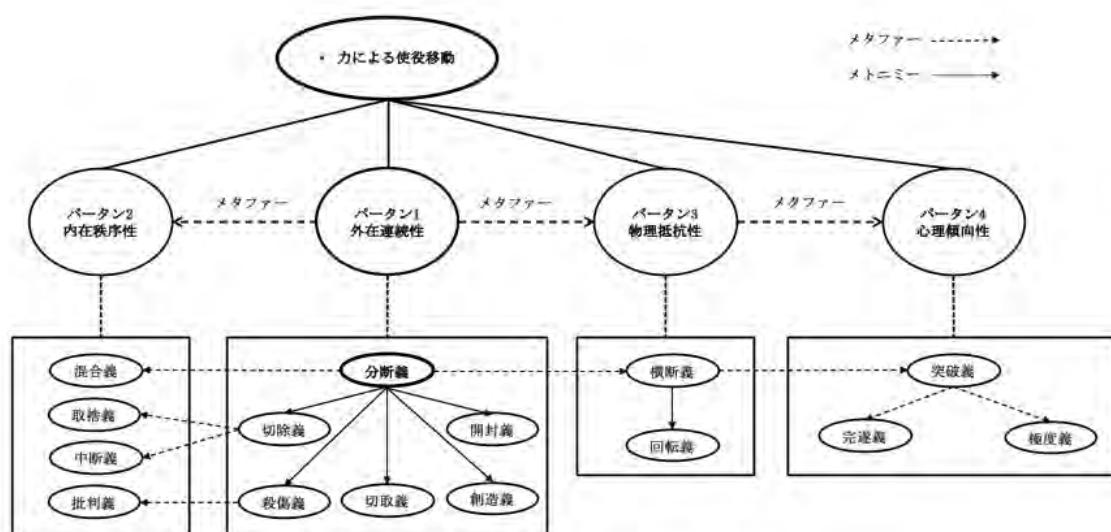 ・ 力による使役移動
メタファー
メトニミー
パータン2
内在秩序性
メタファー
パータン1
外在連続性
メタファー
パータン3
物理抵抗性
メタファー
パータン4
心理傾向性
混合義
取捨義
中断義
批判義
分断義
切除義
開封義
殺傷義
切取義
創造義
横断義
回転義
突破義
完遂義
極度義